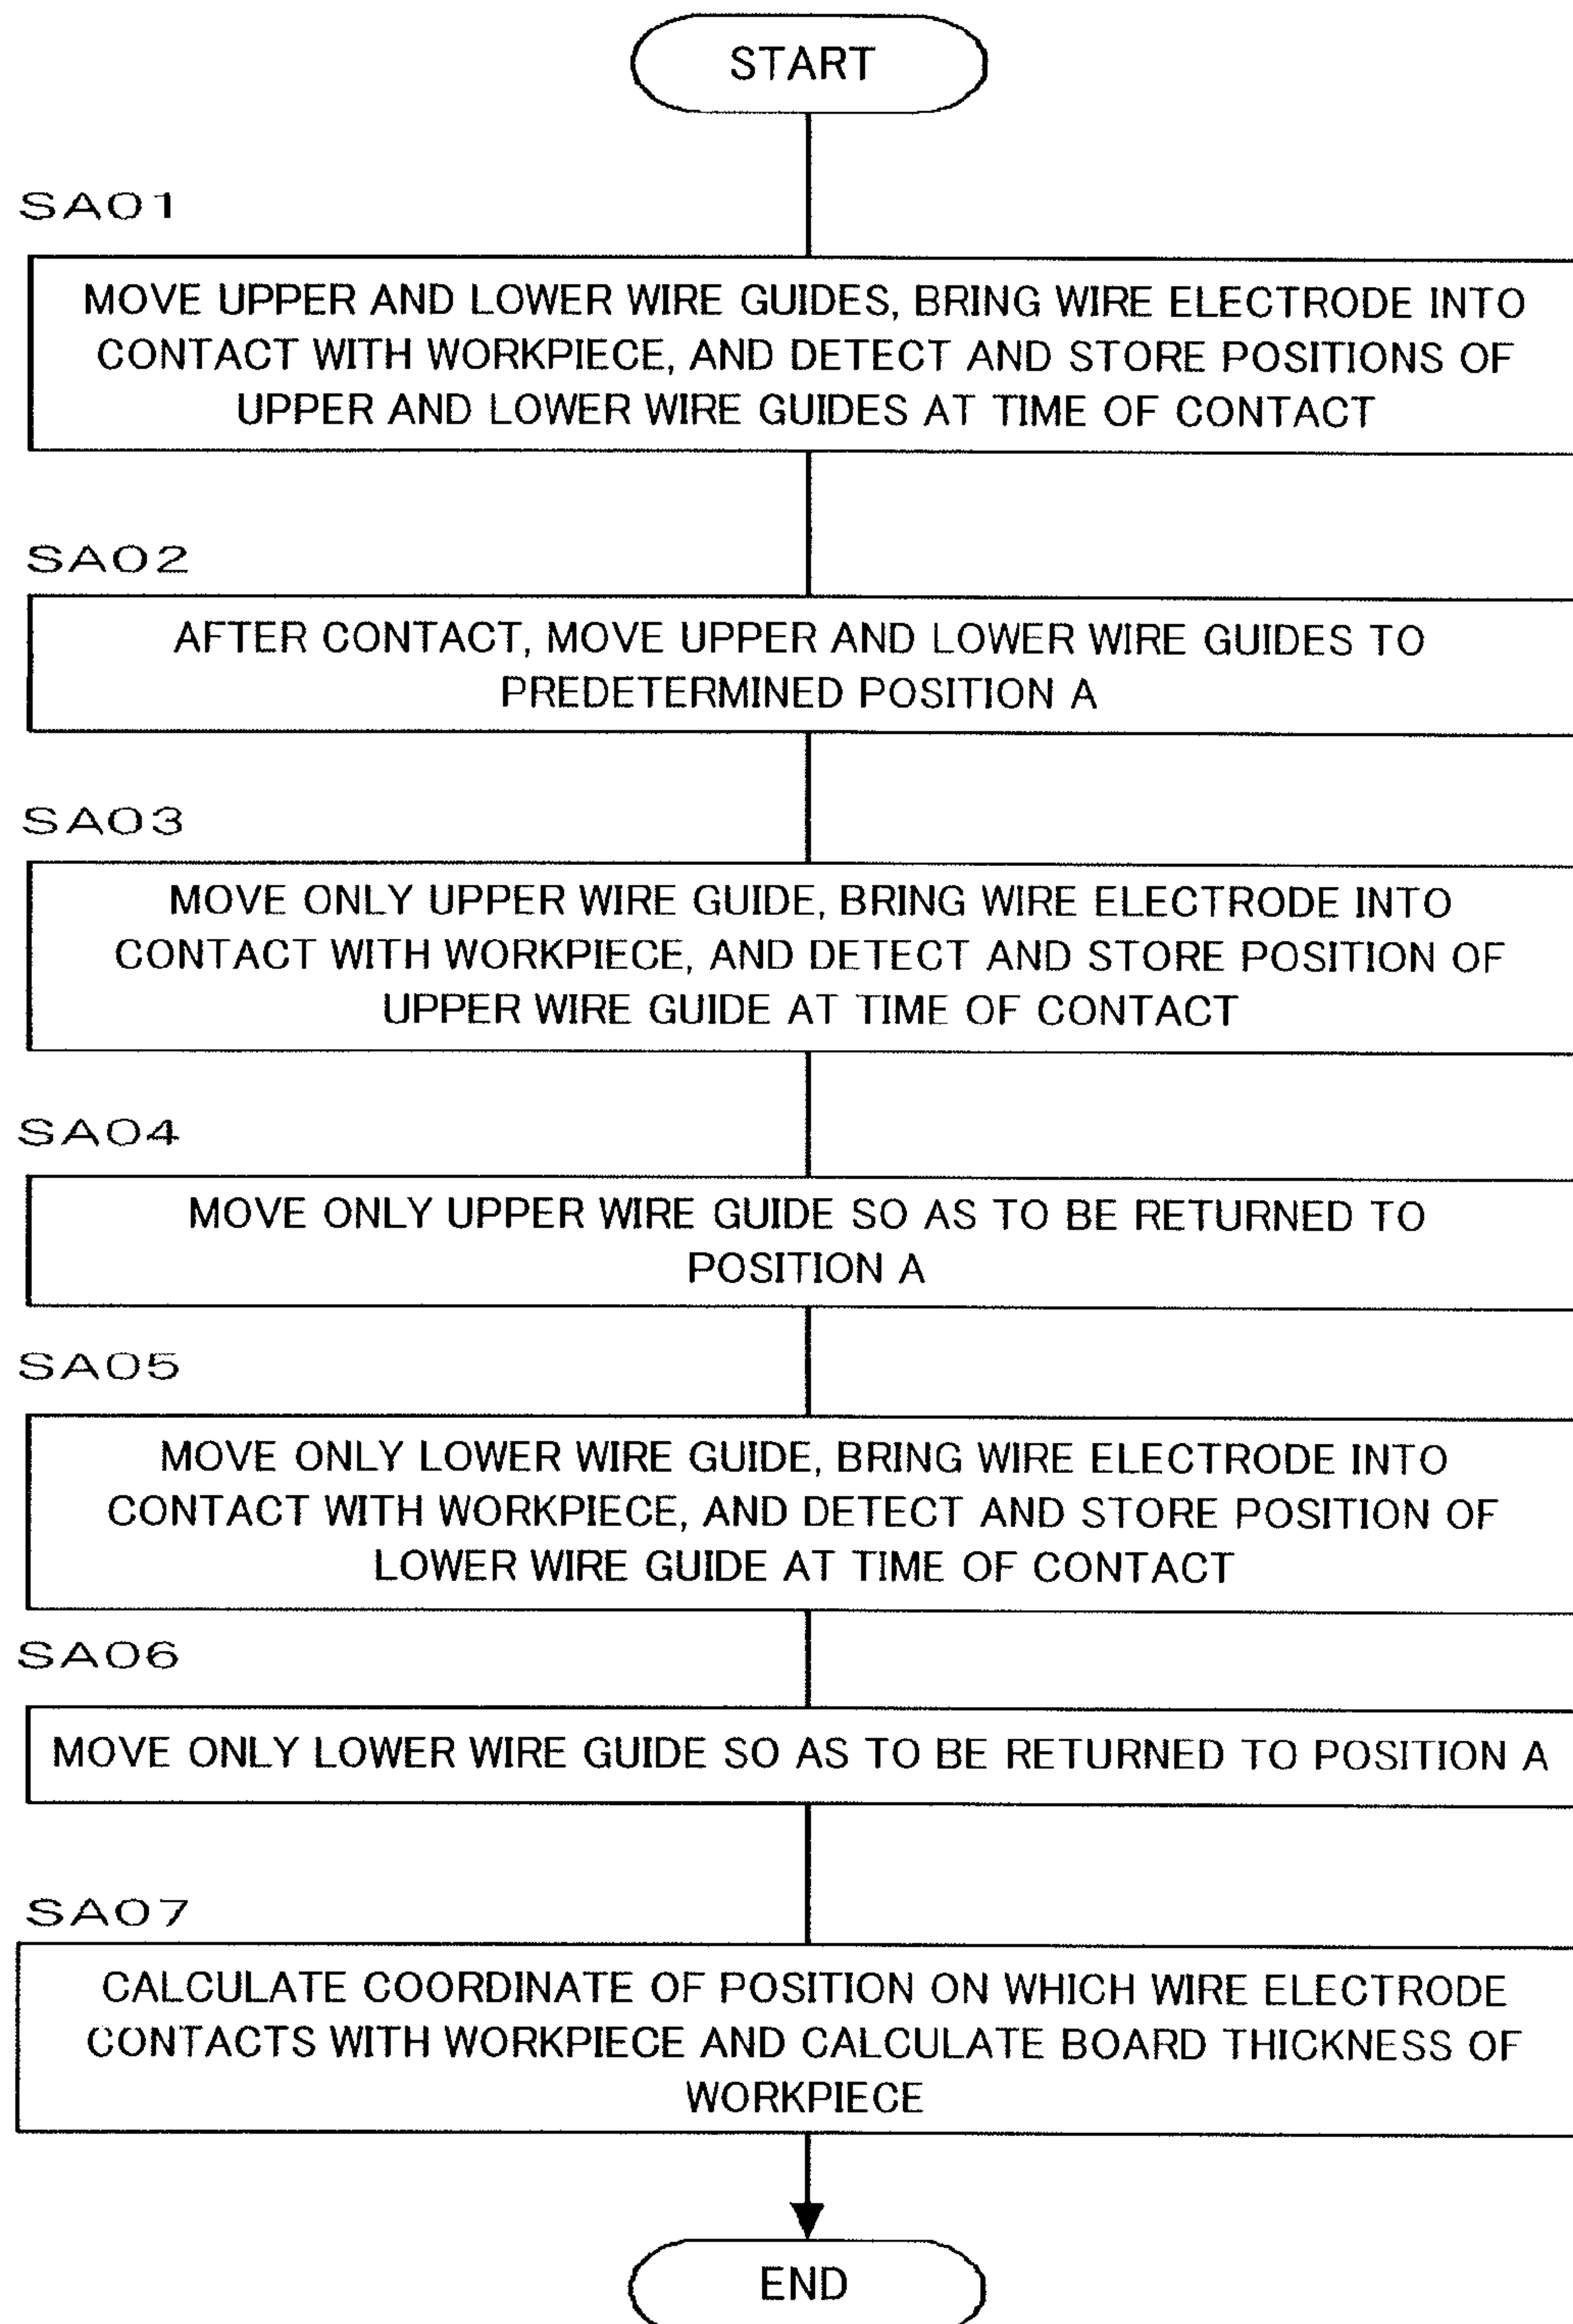 START
SA01
MOVE UPPER AND LOWER WIRE GUIDES, BRING WIRE ELECTRODE INTO
CONTACT WITH WORKPIECE, AND DETECT AND STORE POSITIONS OF
UPPER AND LOWER WIRE GUIDES AT TIME OF CONTACT
SA02
AFTER CONTACT, MOVE UPPER AND LOWER WIRE GUIDES TO
PREDETERMINED POSITION A
SA03
MOVE ONLY UPPER WIRE GUIDE, BRING WIRE ELECTRODE INTO
CONTACT WITH WORKPIECE, AND DETECT AND STORE POSITION OF
UPPER WIRE GUIDE AT TIME OF CONTACT
SA04
MOVE ONLY UPPER WIRE GUIDE SO AS TO BE RETURNED TO
POSITION A
SA05
MOVE ONLY LOWER WIRE GUIDE, BRING WIRE ELECTRODE INTO
CONTACT WITH WORKPIECE, AND DETECT AND STORE POSITION OF
LOWER WIRE GUIDE AT TIME OF CONTACT
SA06
MOVE ONLY LOWER WIRE GUIDE SO AS TO BE RETURNED TO POSITION A
SA07
CALCULATE COORDINATE OF POSITION ON WHICH WIRE ELECTRODE
CONTACTS WITH WORKPIECE AND CALCULATE BOARD THICKNESS OF
WORKPIECE
END